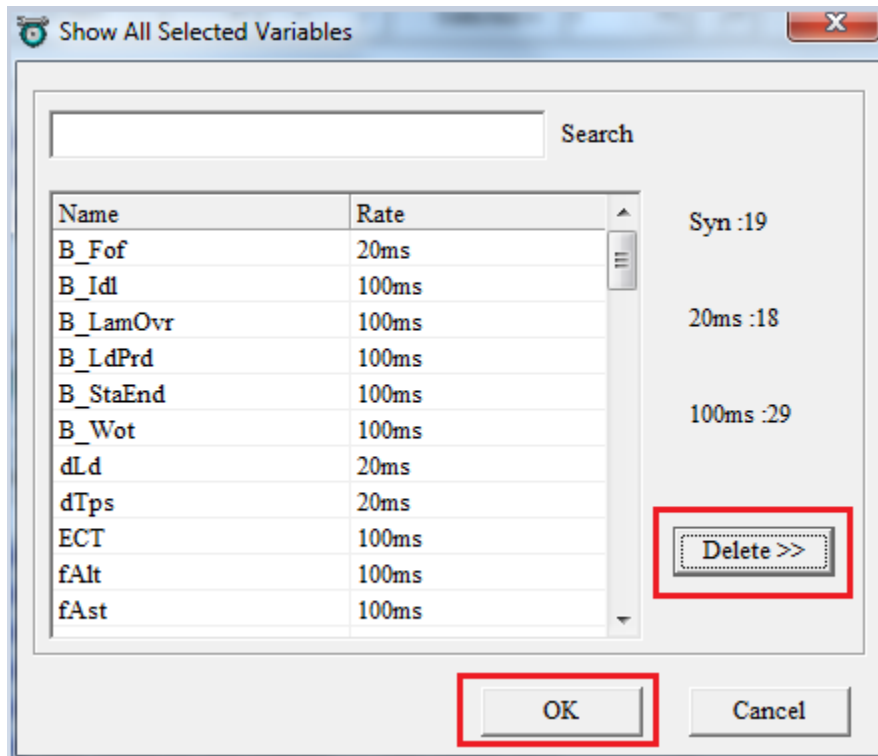 Show All Selected Variables
Search
Name Rate
B_Fof 20ms
B_Idl 100ms
B_LamOvr 100ms
B_LdPrd 100ms
B_StaEnd 100ms
B_Wot 100ms
dLd 20ms
dTps 20ms
ECT 100ms
fAlt 100ms
fAst 100ms
Syn :19
20ms :18
100ms :29
Delete >>
OK Cancel